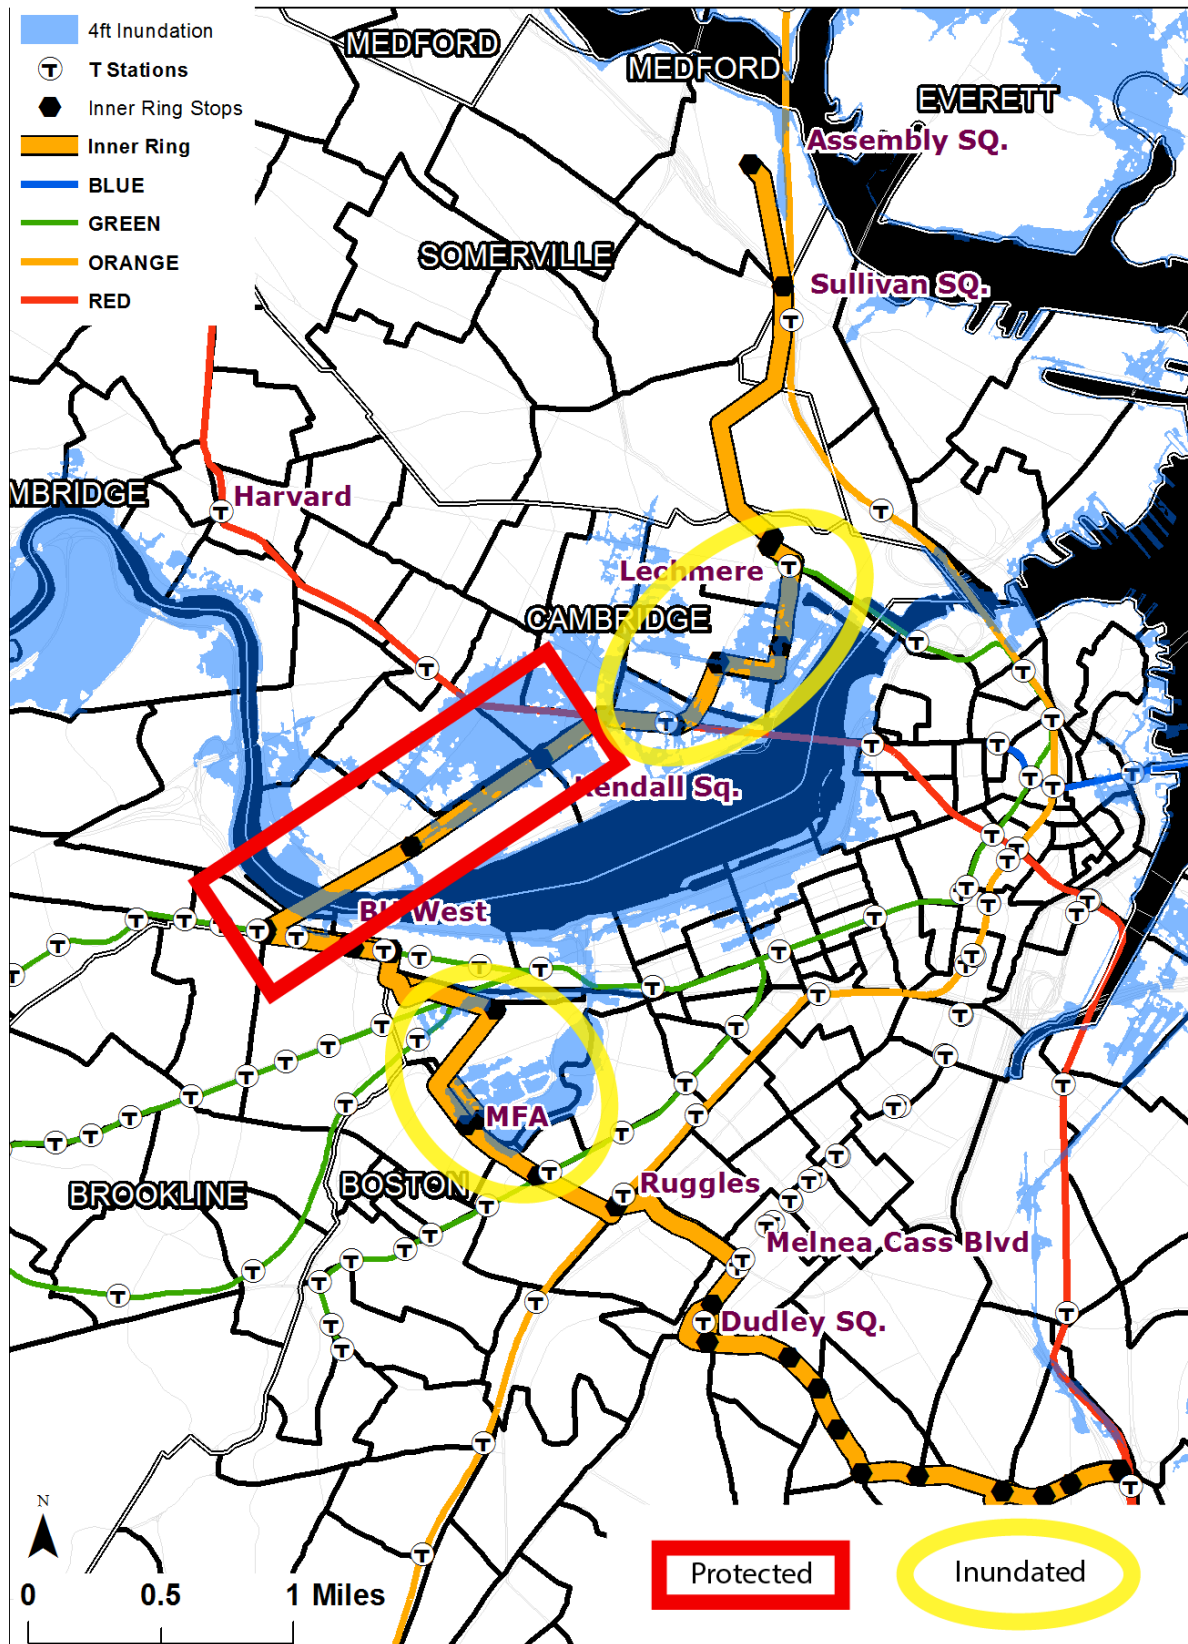 4ft Inundation
T Stations
Inner Ring Stops
Inner Ring
BLUE
GREEN
ORANGE
RED
MEDFORD
MEDFORD
EVERETT
Assembly SQ.
SOMERVILLE
Sullivan SQ.
MBRIDGE
Harvard
Lechmere
CAMBRIDGE
Kendall Sq.
West
MFA
BROOKLINE
BOSTON
Ruggles
Melnea Cass Blvd
Dudley SQ.
N
0 0.5 1 Miles
Protected
Inundated